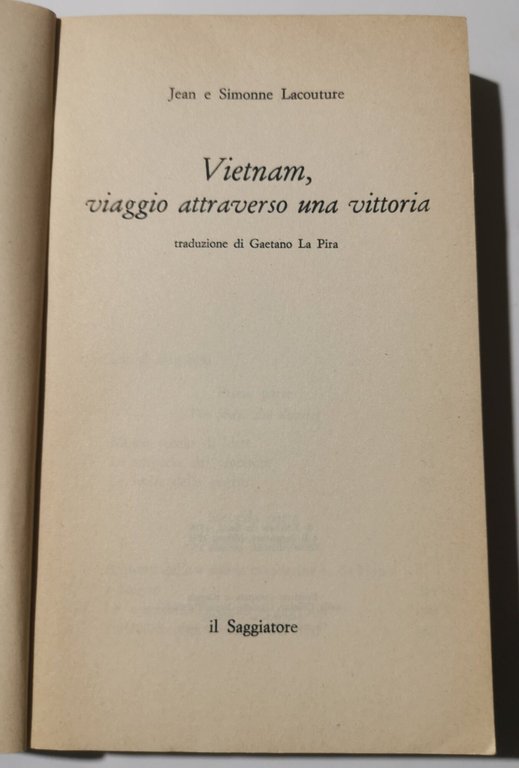 Jean e Simonne Lacouture
Vietnam,
viaggio attraverso una vittoria
traduzione di Gaetano La Pira
il Saggiatore